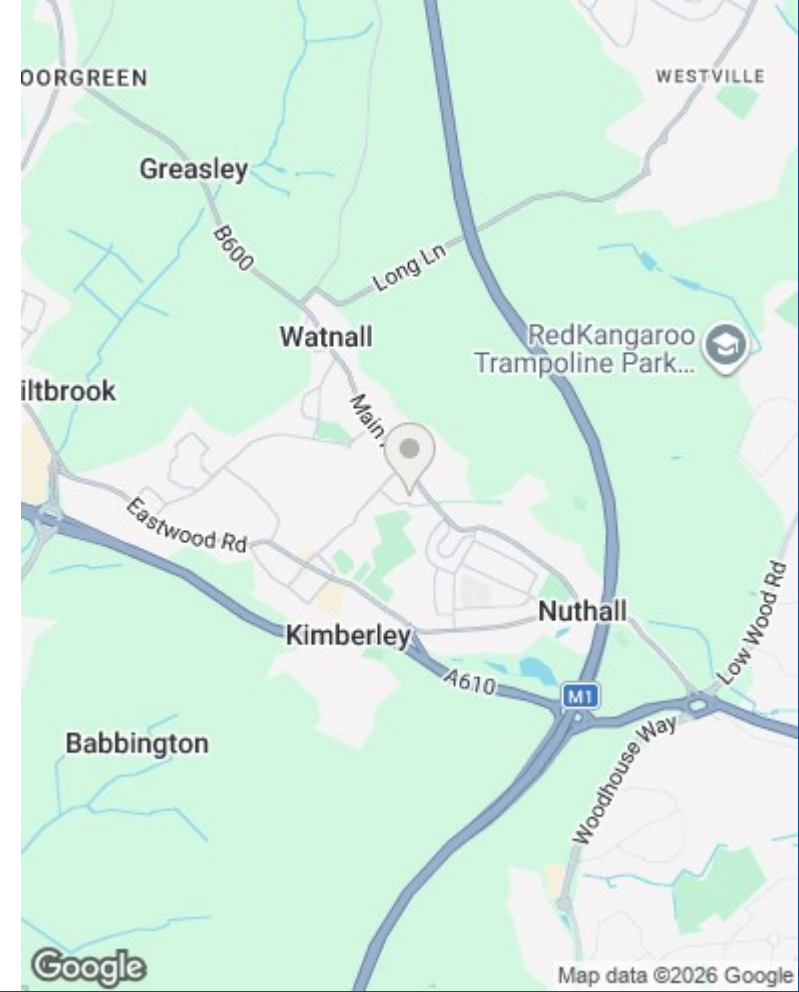 OORGREEN
WESTVILLE
Greasley
B600
Long Ln
Watnall
RedKangaroo
Trampoline Park...
iltbrook
Main
Eastwood Rd
Nuthall
Low Wood Rd
Kimberley
A610
M1
Woodhouse Way
Babbington
Google
Map data ©2026 Google